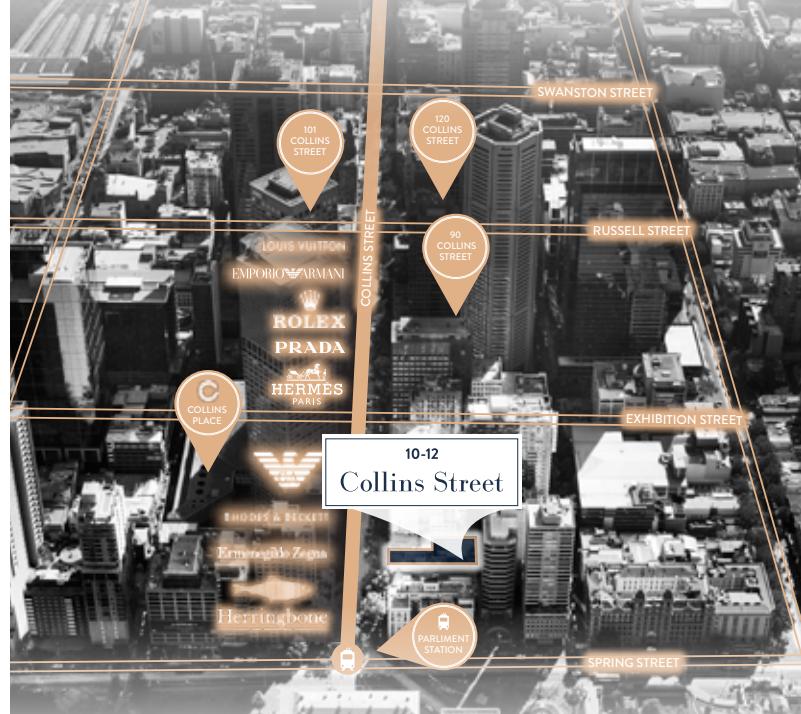 SWANSTON STREET
101
COLLINS
STREET
120
COLLINS
STREET
COLLINS STREET
RUSSELL STREET
90
COLLINS
STREET
LOUIS VUITTON
EMPORIO ARMANI
ROLEX
PRADA
HERMÈS
PARIS
COLLINS
PLACE
EXHIBITION STREET
10-12
Collins Street
RHODES & BECKETT
Ermenegildo Zegna
Herringbone
PARLIMENT
STATION
SPRING STREET